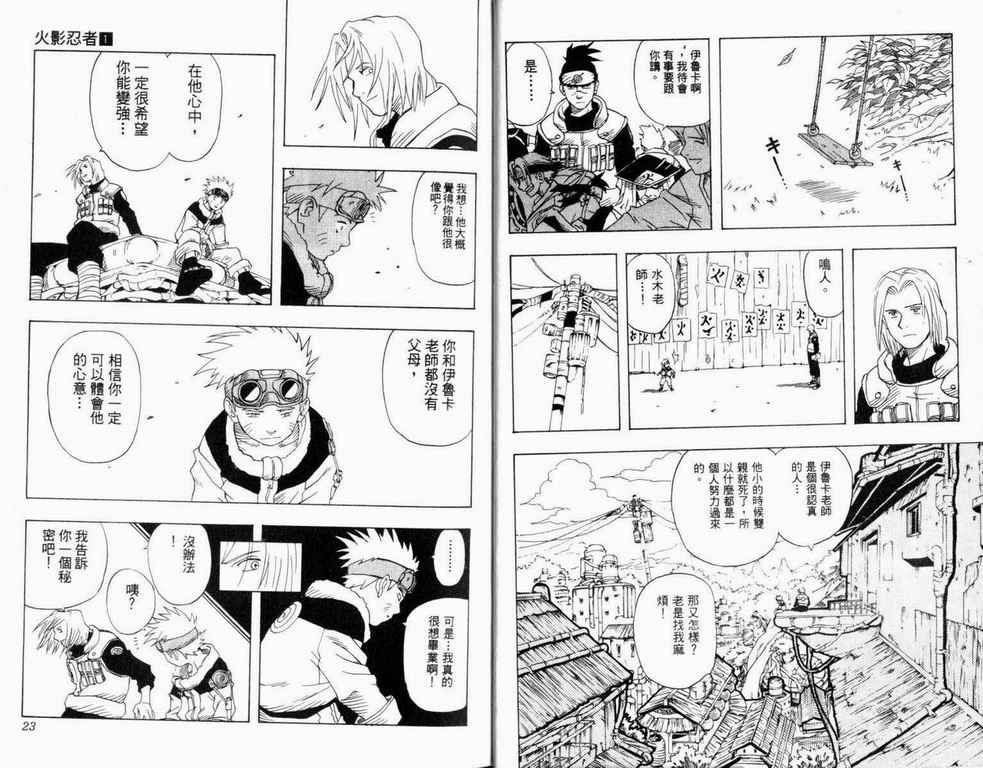 キ…
キ…
伊魯卡啊
，我待會
有事要跟
你講。
是……
鳴人。
水木老
師…！
伊魯卡老師
是個很認真
的人…
他小的時候雙
親就死了，所
以什麼都是一
個人努力過來
的。
那又怎樣？
老是找我麻
煩！
火影忍者1
在他心中，
一定很希望
你能變強…
我想…他大概
覺得你跟他很
像吧？
你和伊魯卡
老師都沒有
父母，
相信你一定
可以體會他
的心意…
………
可是…我真的
很想畢業啊！
沒辦法
！
咦？
我告訴
你一個秘
密吧！
23